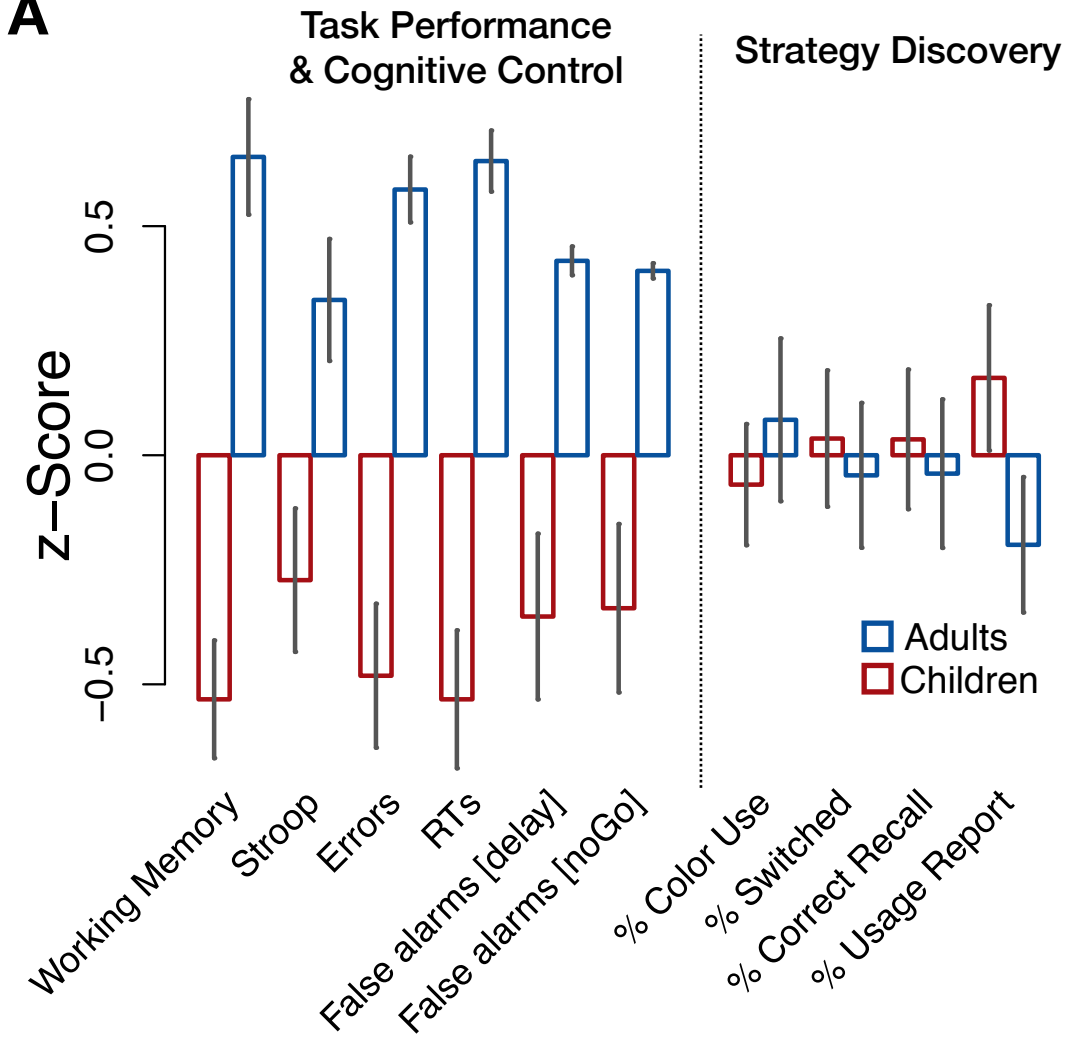 A
Task Performance
& Cognitive Control
Strategy Discovery
z–Score
0.5
0.0
–0.5
Adults
Children
Working Memory
Stroop
Errors
RTs
False alarms [delay]
False alarms [noGo]
% Color Use
% Switched
% Correct Recall
% Usage Report